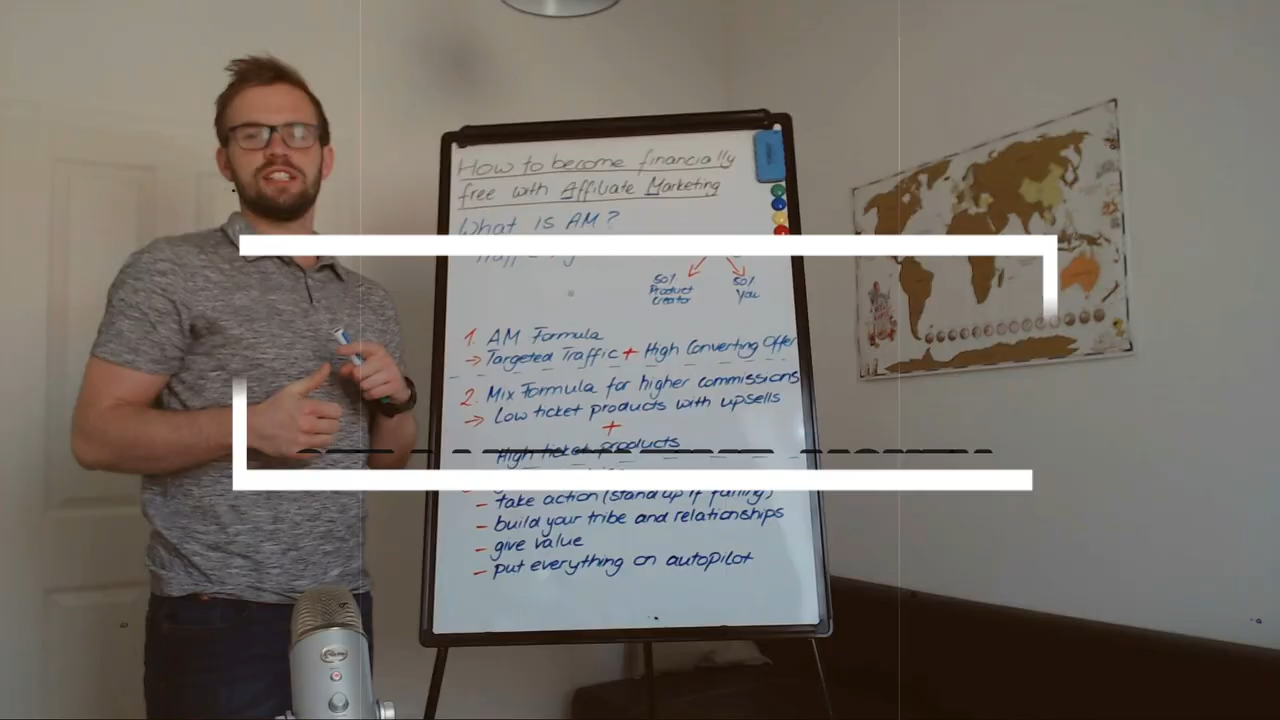 How to become financially
free with Affiliate Marketing
What is AM?
50%
Product
Creator
50%
You
1. AM Formula
→ Targeted Traffic + High Converting Offer
2. Mix Formula for higher commissions
→ Low ticket products with upsells
+
High ticket products
- take action (stand up if falling)
- build your tribe and relationships
- give value
- put everything on autopilot